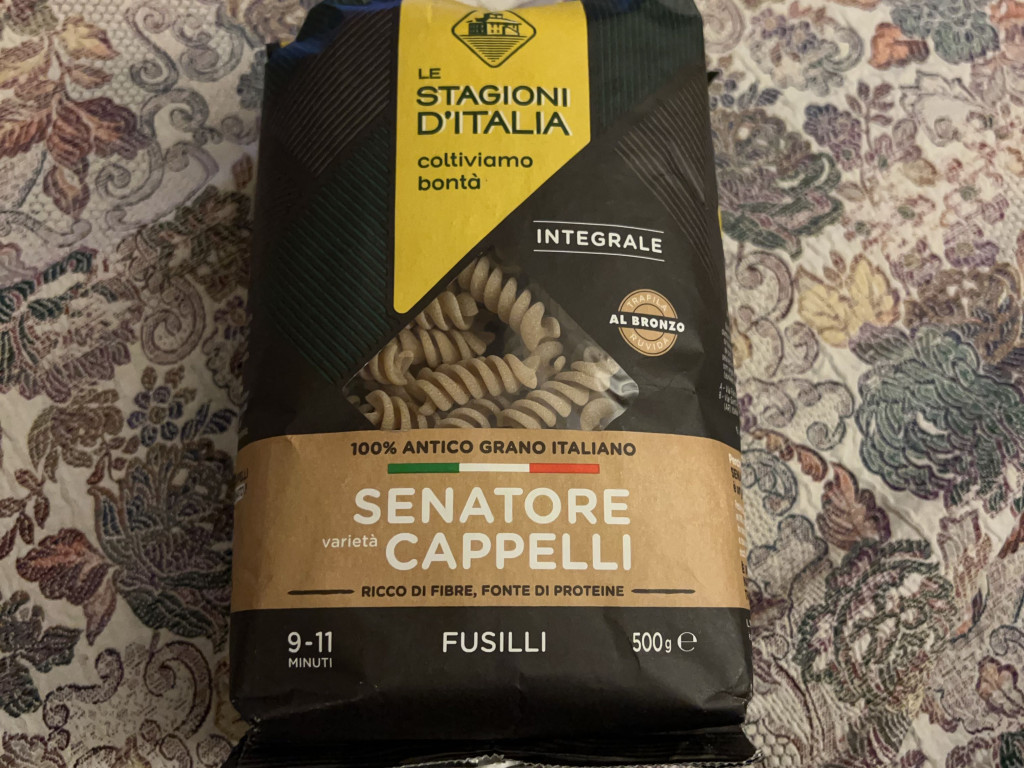 LE
STAGIONI
D'ITALIA
coltiviamo
bontà
INTEGRALE
TRAFILA
AL BRONZO
RUVIDA
100% ANTICO GRANO ITALIANO
SENATORE
varietà CAPPELLI
RICCO DI FIBRE, FONTE DI PROTEINE
9-11
MINUTI
FUSILLI
500g ℮